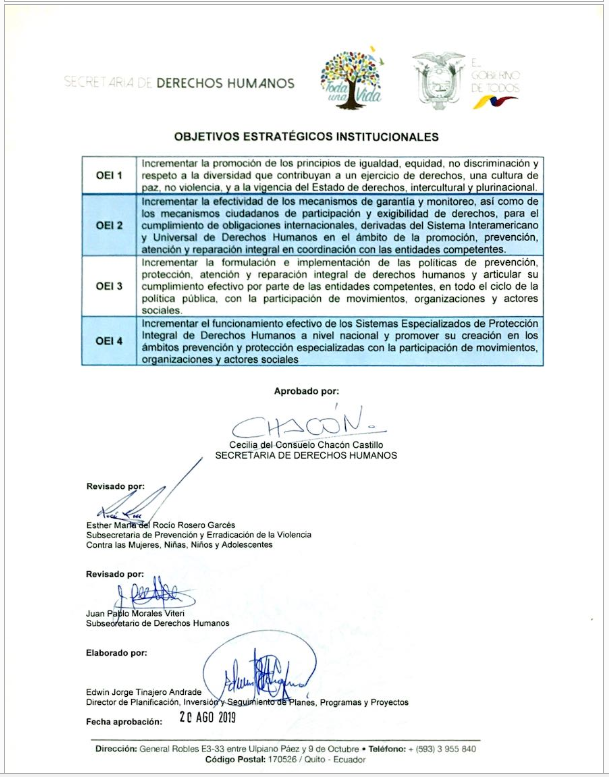 SECRETARÍA DE DERECHOS HUMANOS
Toda
una Vida
EL
GOBIERNO
DE TODOS
OBJETIVOS ESTRATÉGICOS INSTITUCIONALES
OEI 1
Incrementar la promoción de los principios de igualdad, equidad, no discriminación y
respeto a la diversidad que contribuyan a un ejercicio de derechos, una cultura de
paz, no violencia, y a la vigencia del Estado de derechos, intercultural y plurinacional.
OEI 2
Incrementar la efectividad de los mecanismos de garantía y monitoreo, así como de
los mecanismos ciudadanos de participación y exigibilidad de derechos, para el
cumplimiento de obligaciones internacionales, derivadas del Sistema Interamericano
y Universal de Derechos Humanos en el ámbito de la promoción, prevención,
atención y reparación integral en coordinación con las entidades competentes.
OEI 3
Incrementar la formulación e implementación de las políticas de prevención,
protección, atención y reparación integral de derechos humanos y articular su
cumplimiento efectivo por parte de las entidades competentes, en todo el ciclo de la
política pública, con la participación de movimientos, organizaciones y actores
sociales.
OEI 4
Incrementar el funcionamiento efectivo de los Sistemas Especializados de Protección
Integral de Derechos Humanos a nivel nacional y promover su creación en los
ámbitos prevención y protección especializadas con la participación de movimientos,
organizaciones y actores sociales
Aprobado por:
CHACÓN
Cecilia del Consuelo Chacón Castillo
SECRETARIA DE DERECHOS HUMANOS
Revisado por:
Esther María del Rocío Rosero Garcés
Subsecretaria de Prevención y Erradicación de la Violencia
Contra las Mujeres, Niñas, Niños y Adolescentes
Revisado por:
Juan Pablo Morales Viteri
Subsecretario de Derechos Humanos
Elaborado por:
Edwin Jorge Tinajero Andrade
Director de Planificación, Inversión y Seguimiento de Planes, Programas y Proyectos
Fecha aprobación: 20 AGO 2019
Dirección: General Robles E3-33 entre Ulpiano Páez y 9 de Octubre • Teléfono: + (593) 3 955 840
Código Postal: 170526 / Quito - Ecuador